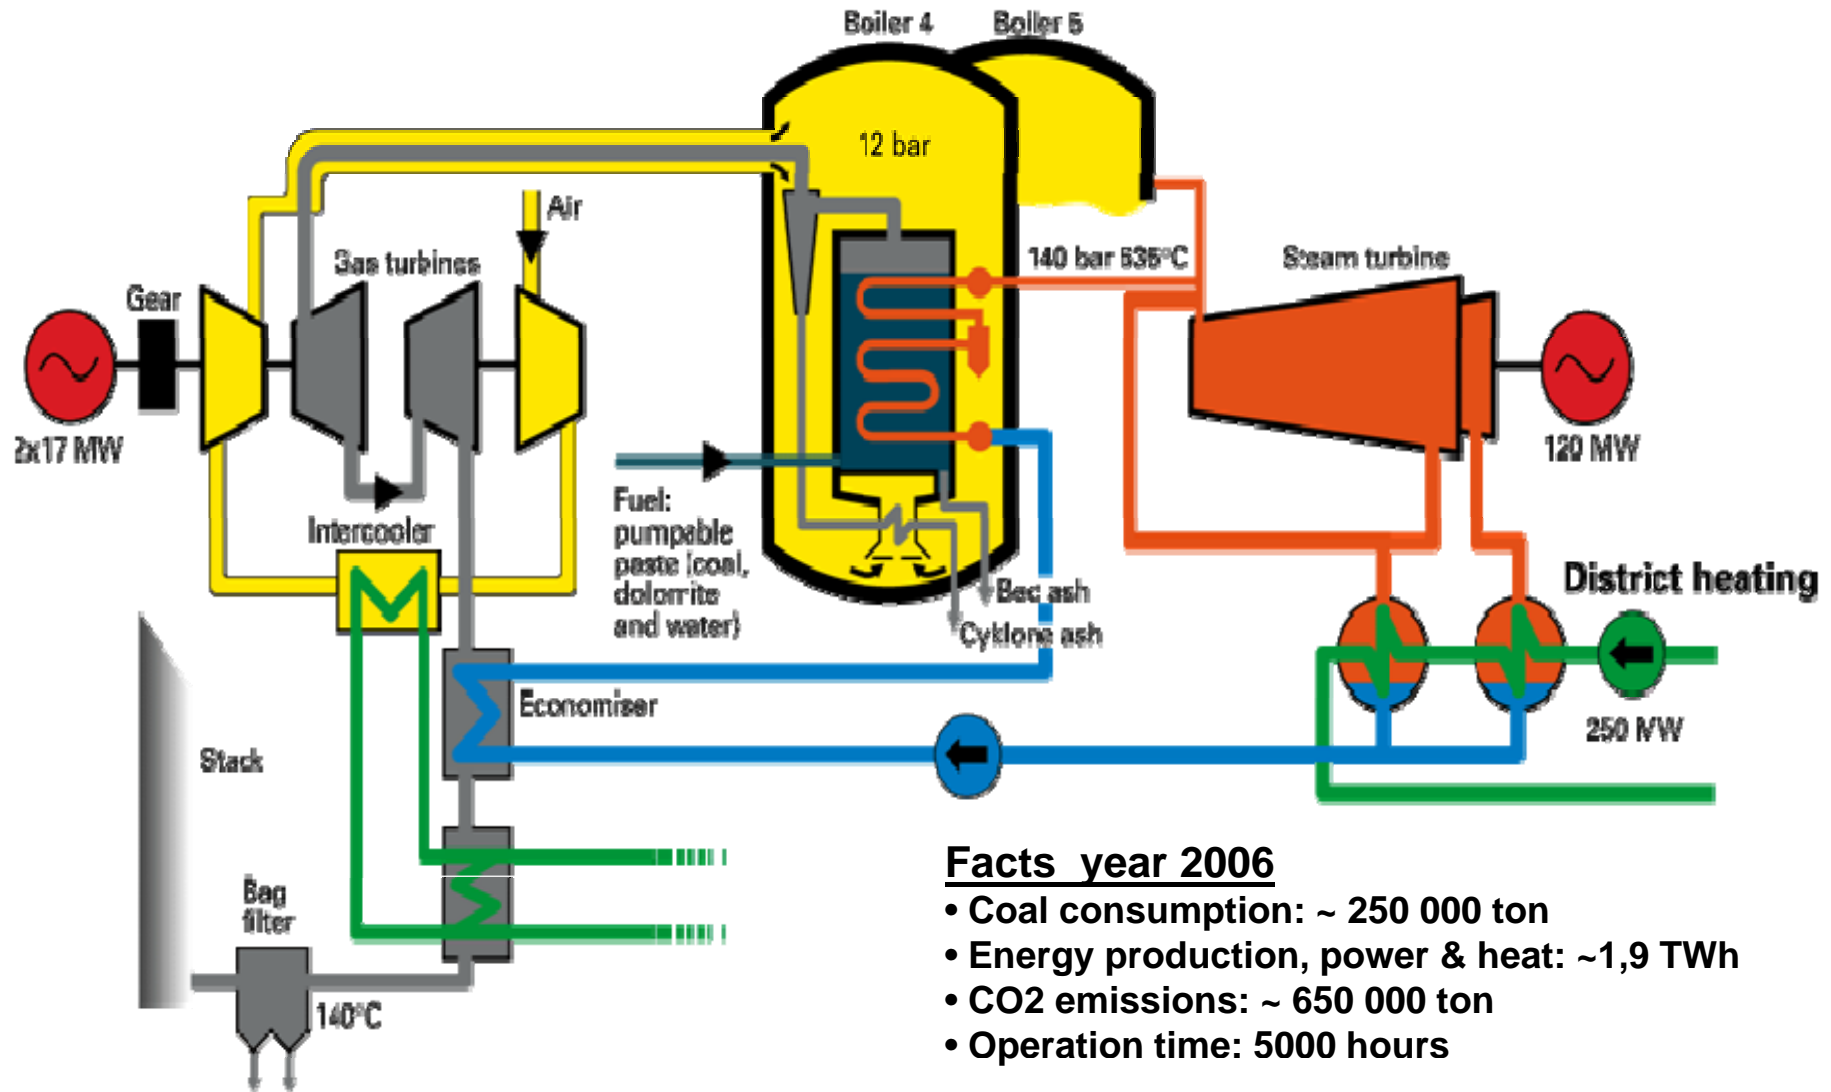 Boiler 4
Boiler 5
12 bar
Air
Gas turbines
Gear
140 bar 535°C
Steam turbine
2x17 MW
120 MW
Fuel:
pumpable
paste (coal,
dolomite
and water)
Intercooler
Bed ash
Cyklone ash
District heating
Economiser
250 MW
Stack
Bag
filter
140°C
Facts year 2006
• Coal consumption: ~ 250 000 ton
• Energy production, power & heat: ~1,9 TWh
• CO2 emissions: ~ 650 000 ton
• Operation time: 5000 hours